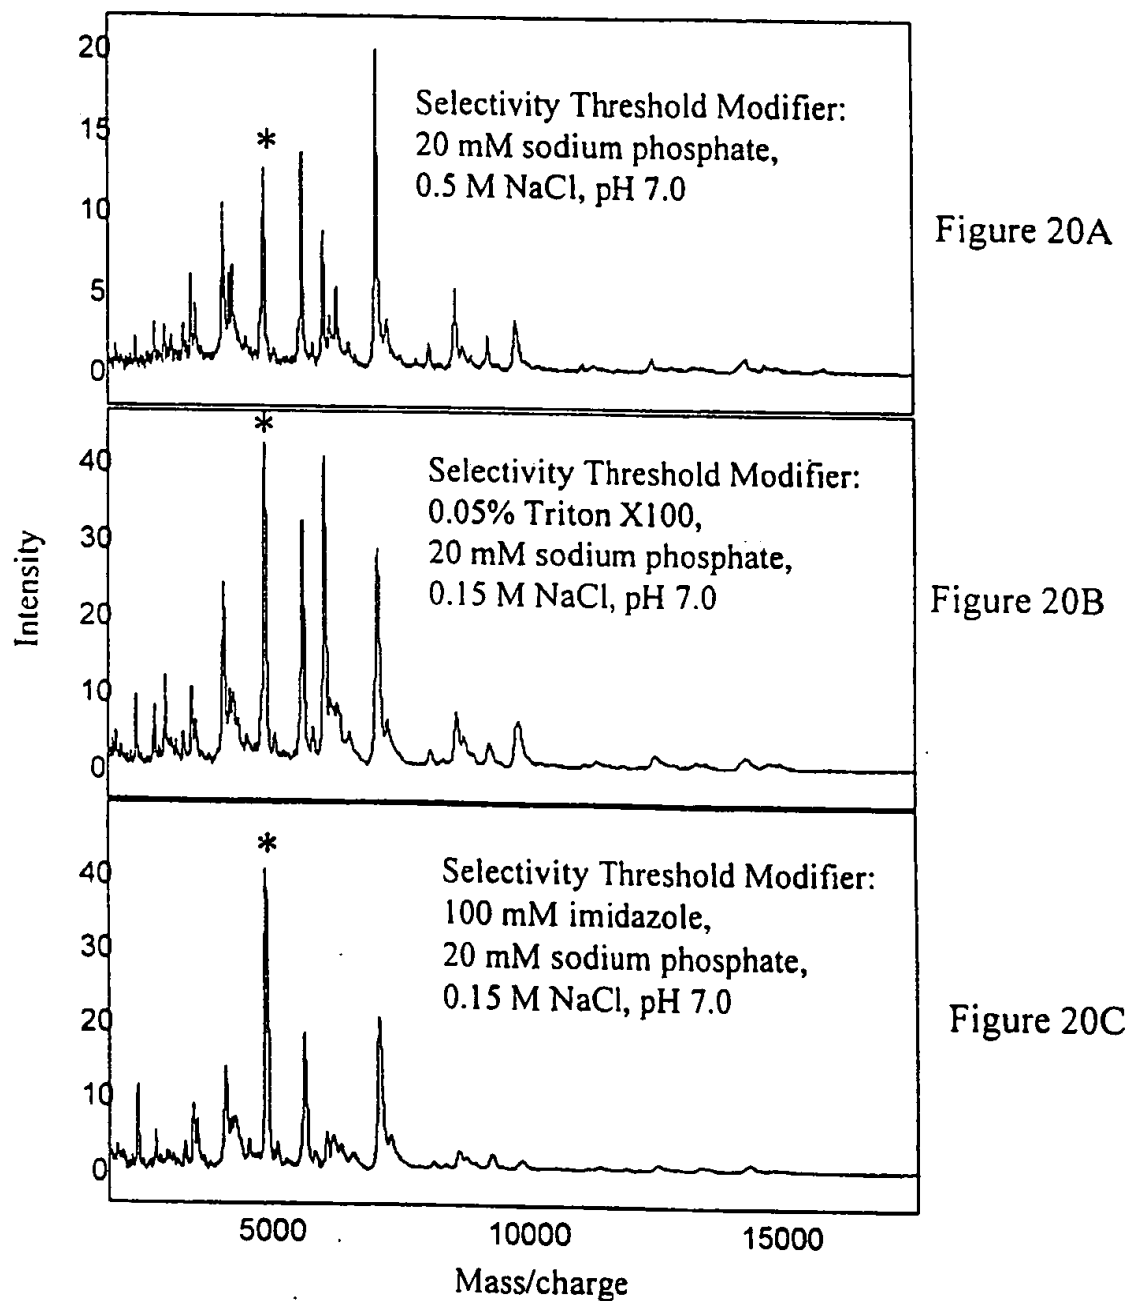 20
15
10
5
0
*
Selectivity Threshold Modifier:
20 mM sodium phosphate,
0.5 M NaCl, pH 7.0
Figure 20A
40
30
20
10
0
*
Selectivity Threshold Modifier:
0.05% Triton X100,
20 mM sodium phosphate,
0.15 M NaCl, pH 7.0
Figure 20B
Intensity
40
30
20
10
0
*
Selectivity Threshold Modifier:
100 mM imidazole,
20 mM sodium phosphate,
0.15 M NaCl, pH 7.0
Figure 20C
5000 10000 15000
Mass/charge